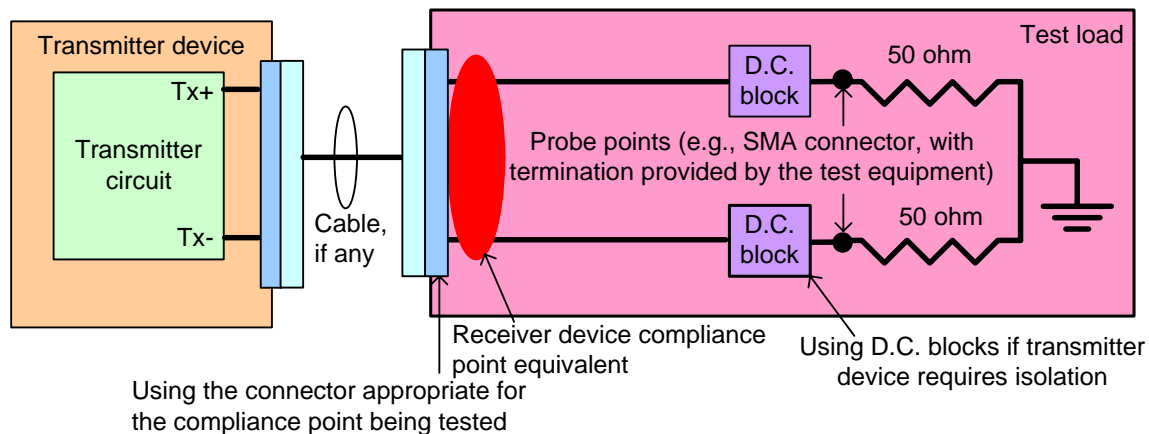 Transmitter device
Test load
Tx+
Transmitter
circuit
Tx-
Cable,
if any
D.C.
block
50 ohm
Probe points (e.g., SMA connector, with
termination provided by the test equipment)
D.C.
block
50 ohm
Receiver device compliance
point equivalent
Using D.C. blocks if transmitter
device requires isolation
Using the connector appropriate for
the compliance point being tested